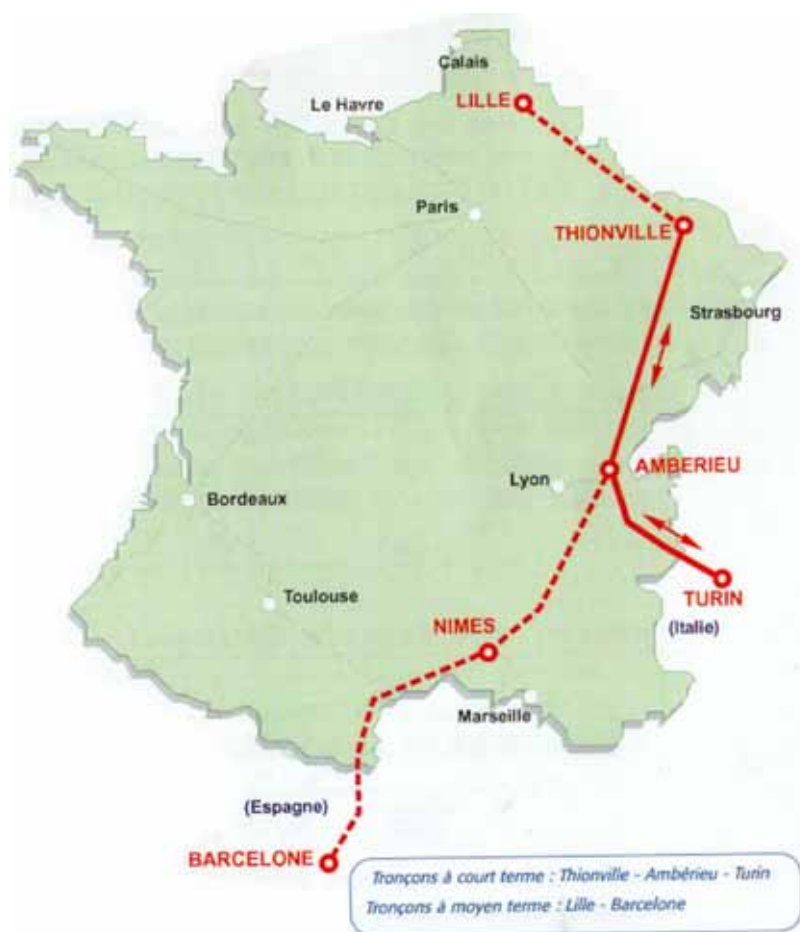 Calais
LILLE
Le Havre
Paris
THIONVILLE
Strasbourg
Lyon
AMBERIEU
Bordeaux
Toulouse
NIMES
TURIN
(Italie)
Marseille
(Espagne)
BARCELONE
Tronçons à court terme : Thionville - Ambérieu - Turin
Tronçons à moyen terme : Lille - Barcelone